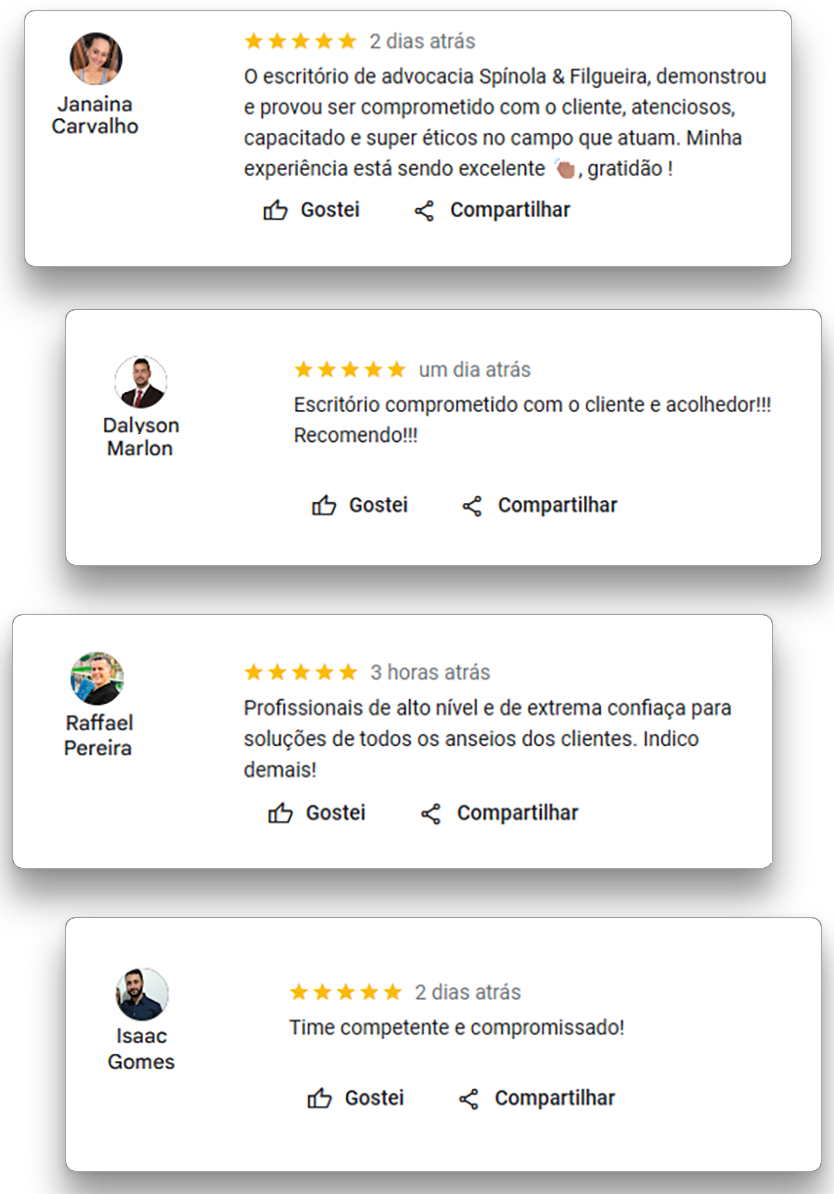 Janaina
Carvalho
2 dias atrás
O escritório de advocacia Spínola & Filgueira, demonstrou
e provou ser comprometido com o cliente, atenciosos,
capacitado e super éticos no campo que atuam. Minha
experiência está sendo excelente 👏🏽, gratidão !
Gostei
Compartilhar
Dalyson
Marlon
um dia atrás
Escritório comprometido com o cliente e acolhedor!!!
Recomendo!!!
Gostei
Compartilhar
Raffael
Pereira
3 horas atrás
Profissionais de alto nível e de extrema confiaça para
soluções de todos os anseios dos clientes. Indico
demais!
Gostei
Compartilhar
Isaac
Gomes
2 dias atrás
Time competente e compromissado!
Gostei
Compartilhar